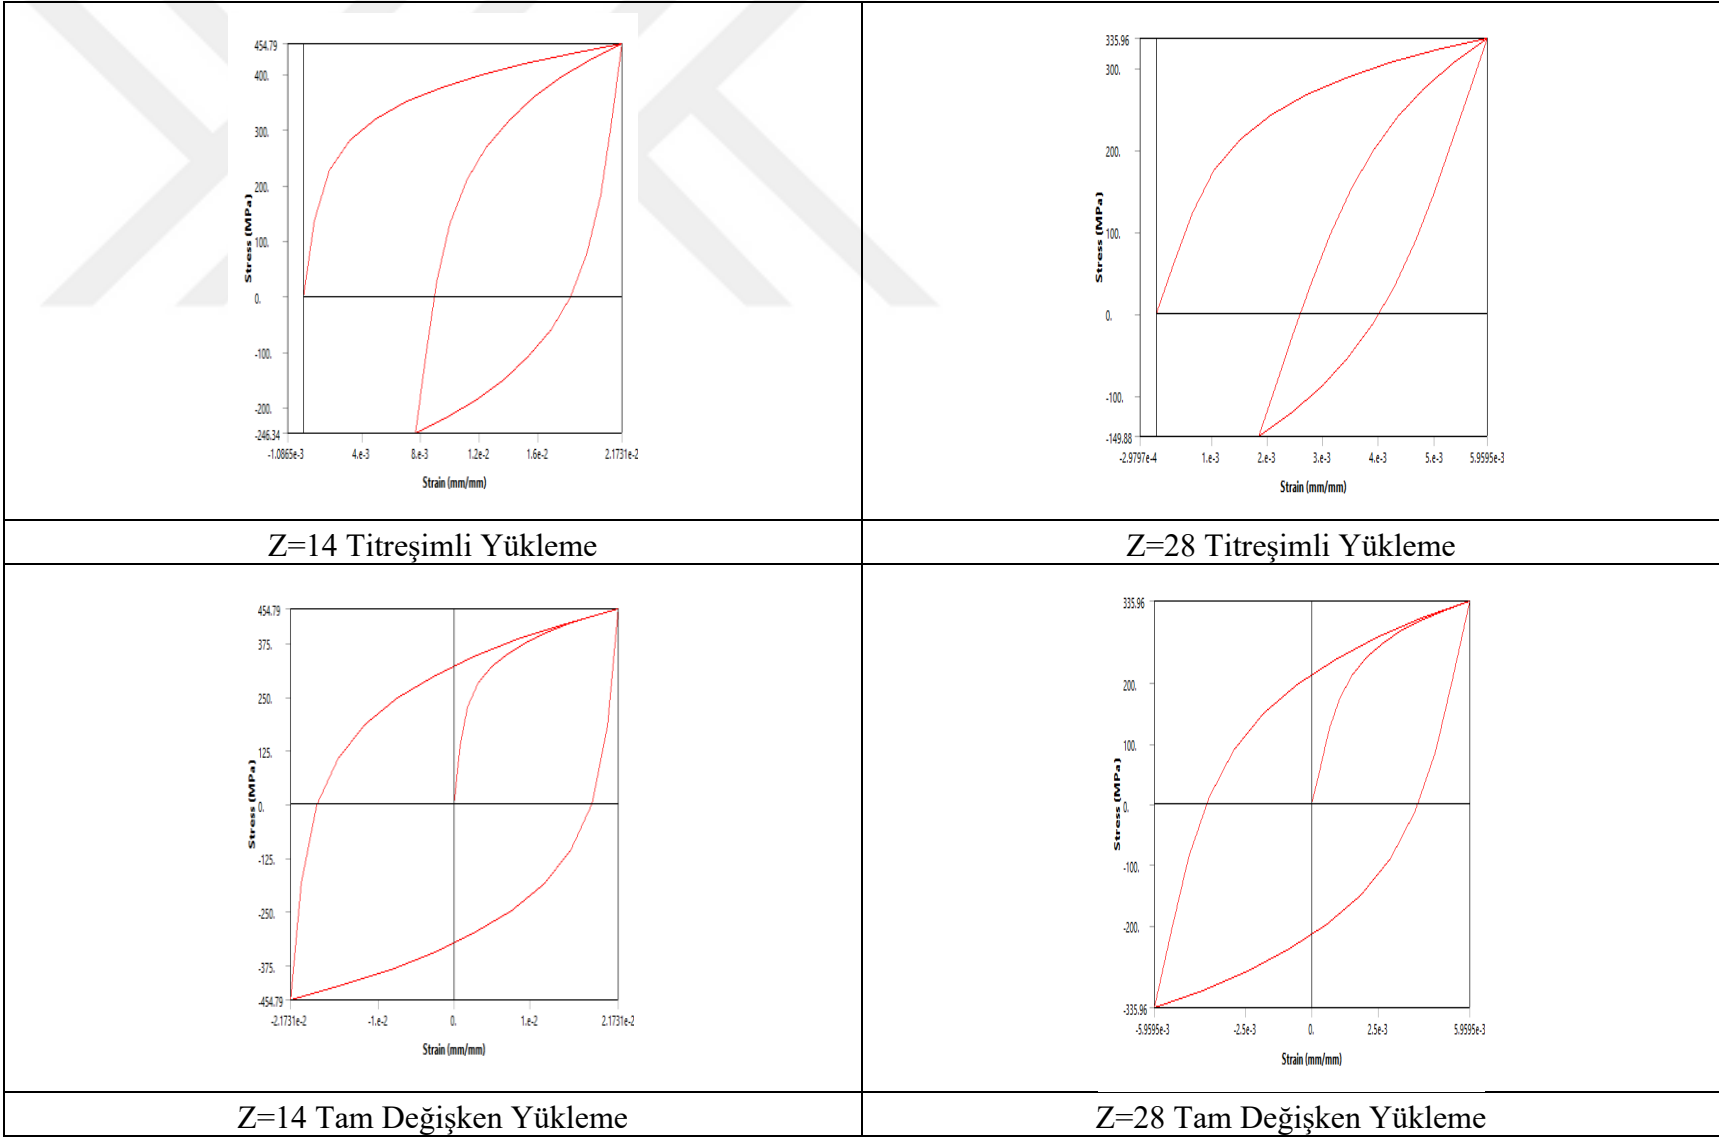 454.79
400.
300.
200.
100.
0.
-100.
-200.
-246.34
Stress (MPa)
-1.0865e-3 4.e-3 8.e-3 1.2e-2 1.6e-2 2.1731e-2
Strain (mm/mm)
335.96
300.
200.
100.
0.
-100.
-149.88
Stress (MPa)
-2.9797e-4 1.e-3 2.e-3 3.e-3 4.e-3 5.e-3 5.9595e-3
Strain (mm/mm)
Z=14 Titreşimli Yükleme
Z=28 Titreşimli Yükleme
454.79
375.
250.
125.
0.
-125.
-250.
-375.
-454.79
Stress (MPa)
-2.1731e-2 -1.e-2 0. 1.e-2 2.1731e-2
Strain (mm/mm)
335.96
200.
100.
0.
-100.
-200.
-335.96
Stress (MPa)
-5.9595e-3 -2.5e-3 0. 2.5e-3 5.9595e-3
Strain (mm/mm)
Z=14 Tam Değişken Yükleme
Z=28 Tam Değişken Yükleme